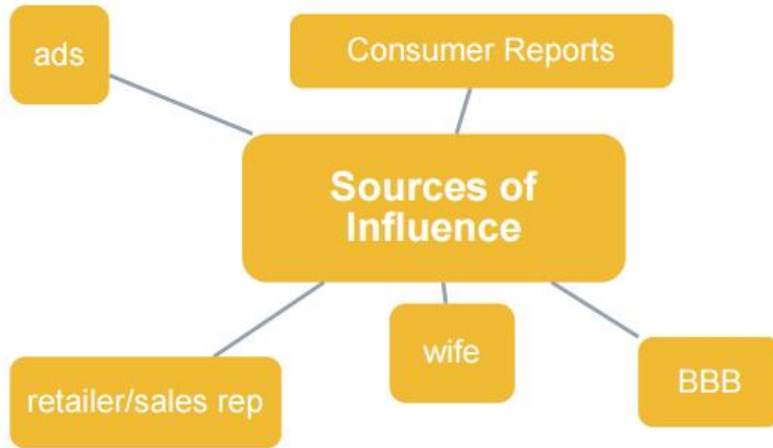 ads
Consumer Reports
Sources of
Influence
wife
retailer/sales rep
BBB